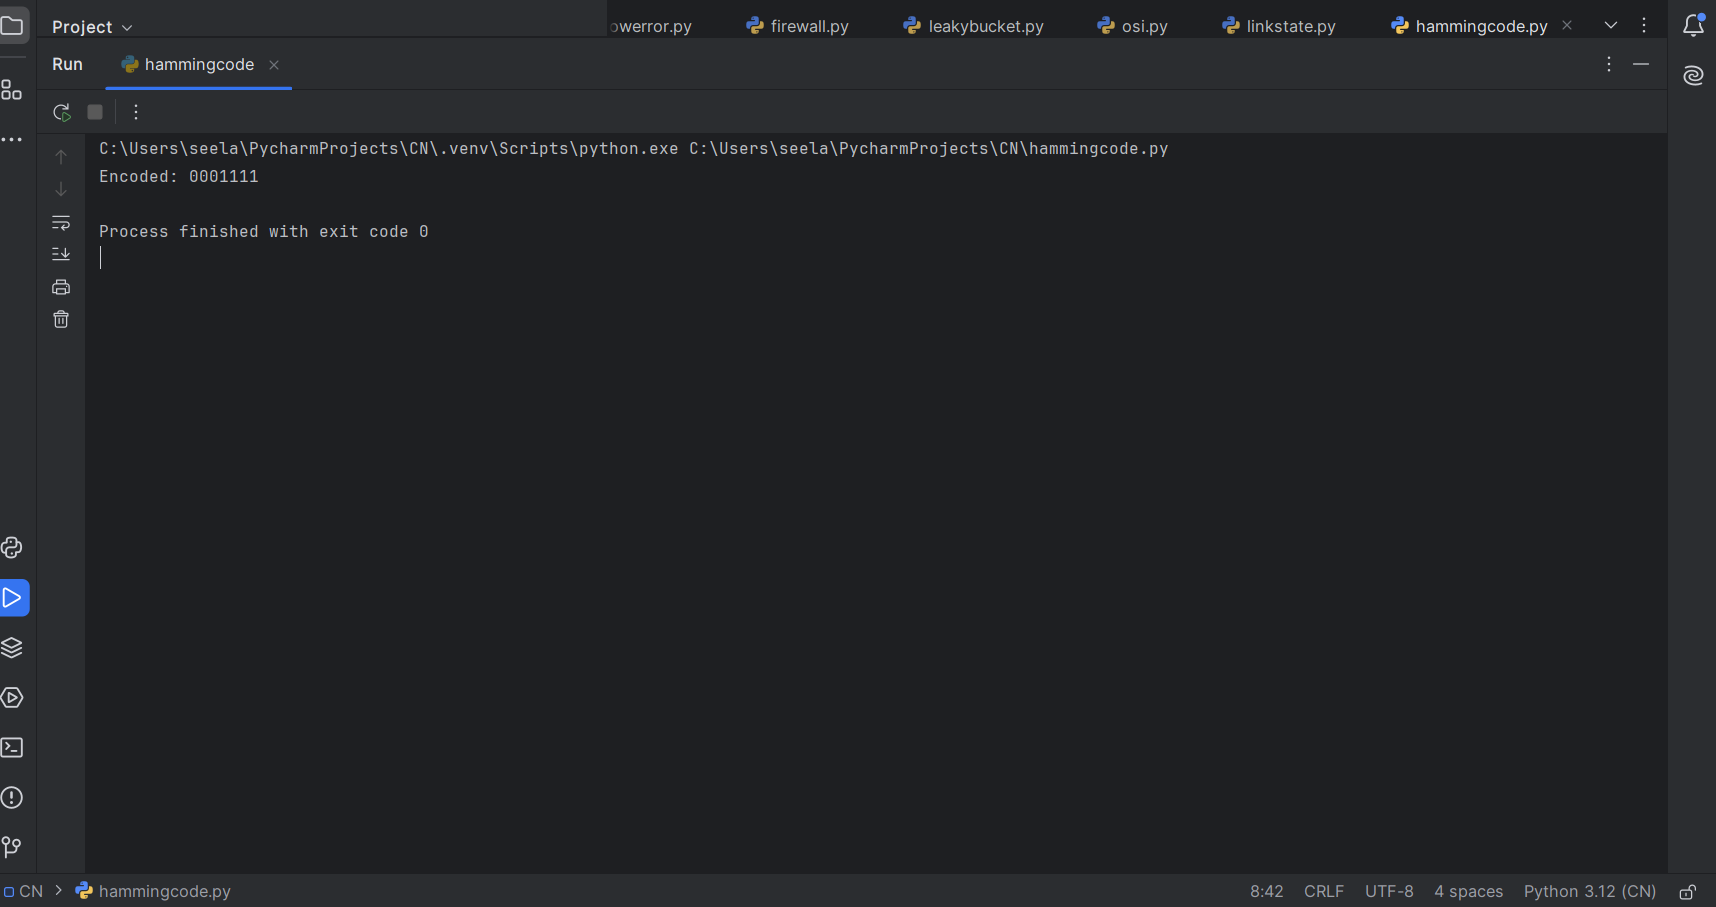 Project
owerror.py firewall.py leakybucket.py osi.py linkstate.py hammingcode.py
Run hammingcode
C:\Users\seela\PycharmProjects\CN\.venv\Scripts\python.exe C:\Users\seela\PycharmProjects\CN\hammingcode.py
Encoded: 0001111
Process finished with exit code 0
CN > hammingcode.py 8:42 CRLF UTF-8 4 spaces Python 3.12 (CN)